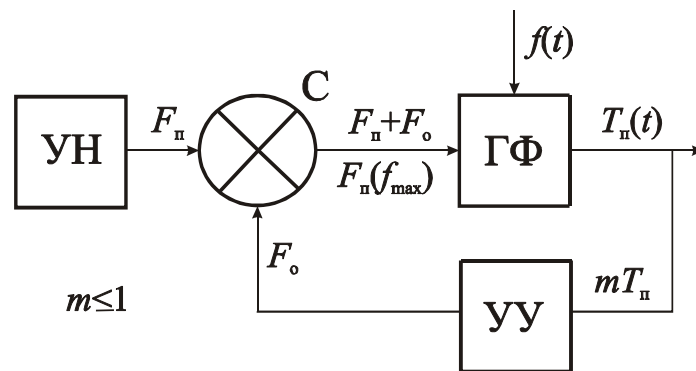 f(t)
С
УН
Fп
Fп+Fо
Fп(fmax)
ГФ
Tп(t)
Fо
mTп
m≤1
УУ